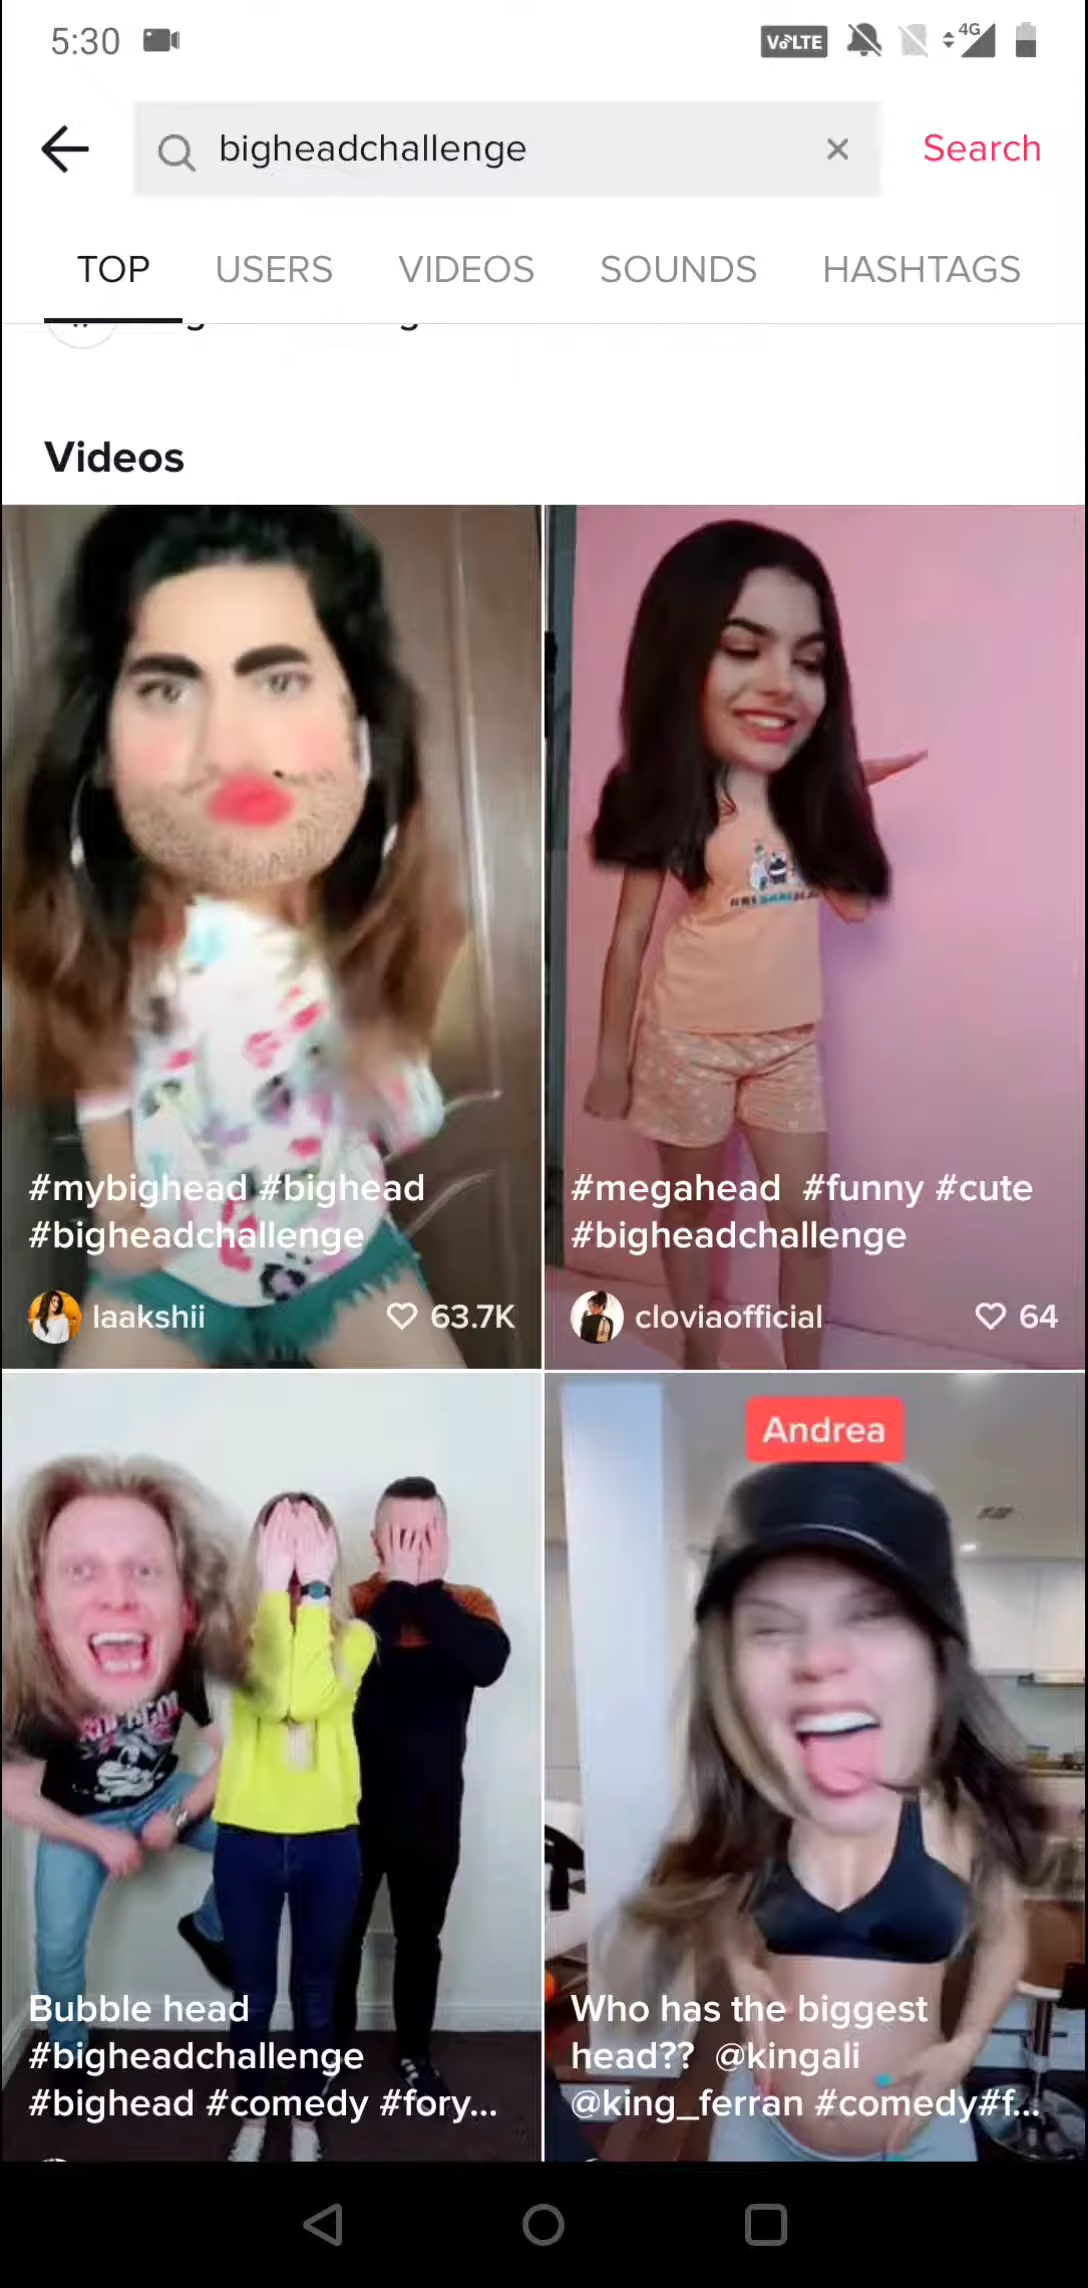 5:30
VoLTE
4G
bigheadchallenge
Search
TOP USERS VIDEOS SOUNDS HASHTAGS
Videos
#mybighead #bighead
#bigheadchallenge
laakshii 63.7K
#megahead #funny #cute
#bigheadchallenge
cloviaofficial 64
Bubble head
#bigheadchallenge
#bighead #comedy #fory...
Andrea
Who has the biggest
head?? @kingali
@king_ferran #comedy#f...